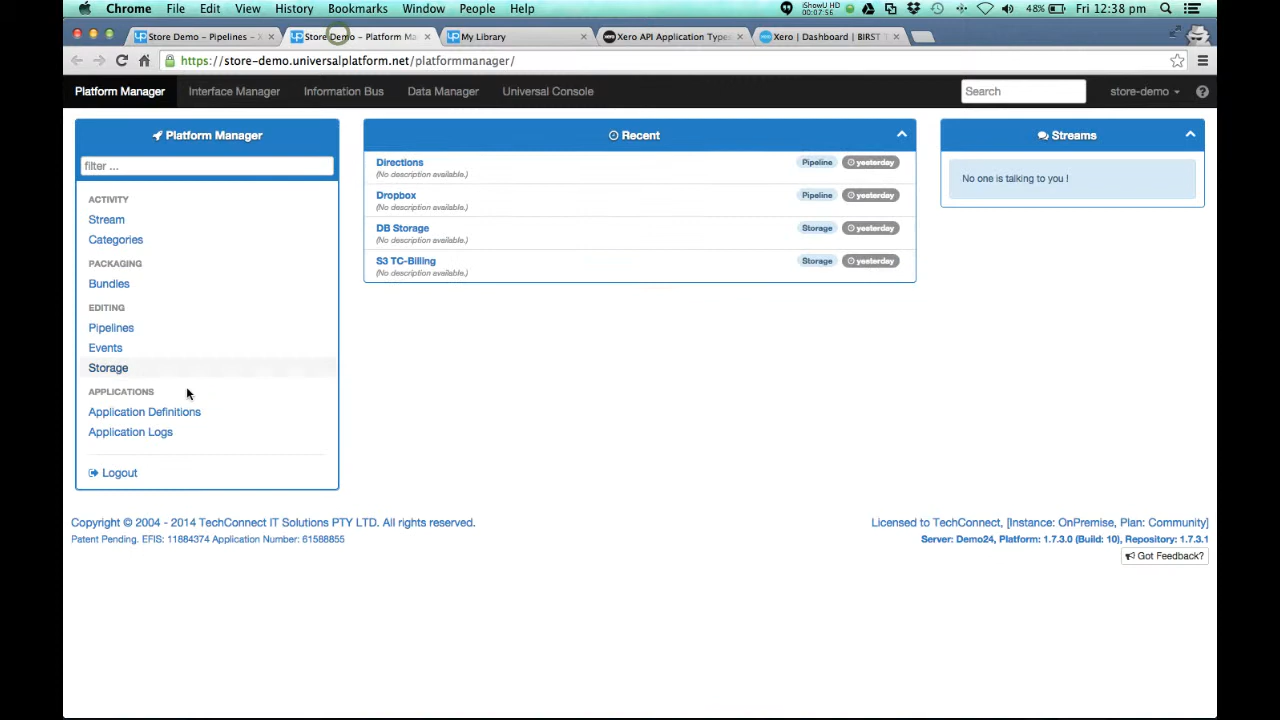 Chrome File Edit View History Bookmarks Window People Help iShowU HD 00:07:56 48% Fri 12:38 pm
Store Demo – Pipelines – X Store Demo – Platform Ma My Library Xero API Application Type Xero | Dashboard | BIRST T
https://store-demo.universalplatform.net/platformmanager/
Platform Manager Interface Manager Information Bus Data Manager Universal Console Search store-demo
Platform Manager
filter ...
ACTIVITY
Stream
Categories
PACKAGING
Bundles
EDITING
Pipelines
Events
Storage
APPLICATIONS
Application Definitions
Application Logs
Logout
Recent
Directions Pipeline yesterday
(No description available.)
Dropbox Pipeline yesterday
(No description available.)
DB Storage Storage yesterday
(No description available.)
S3 TC-Billing Storage yesterday
(No description available.)
Streams
No one is talking to you !
Copyright © 2004 - 2014 TechConnect IT Solutions PTY LTD. All rights reserved.
Patent Pending. EFIS: 11884374 Application Number: 61588855
Licensed to TechConnect, [Instance: OnPremise, Plan: Community]
Server: Demo24, Platform: 1.7.3.0 (Build: 10), Repository: 1.7.3.1
Got Feedback?